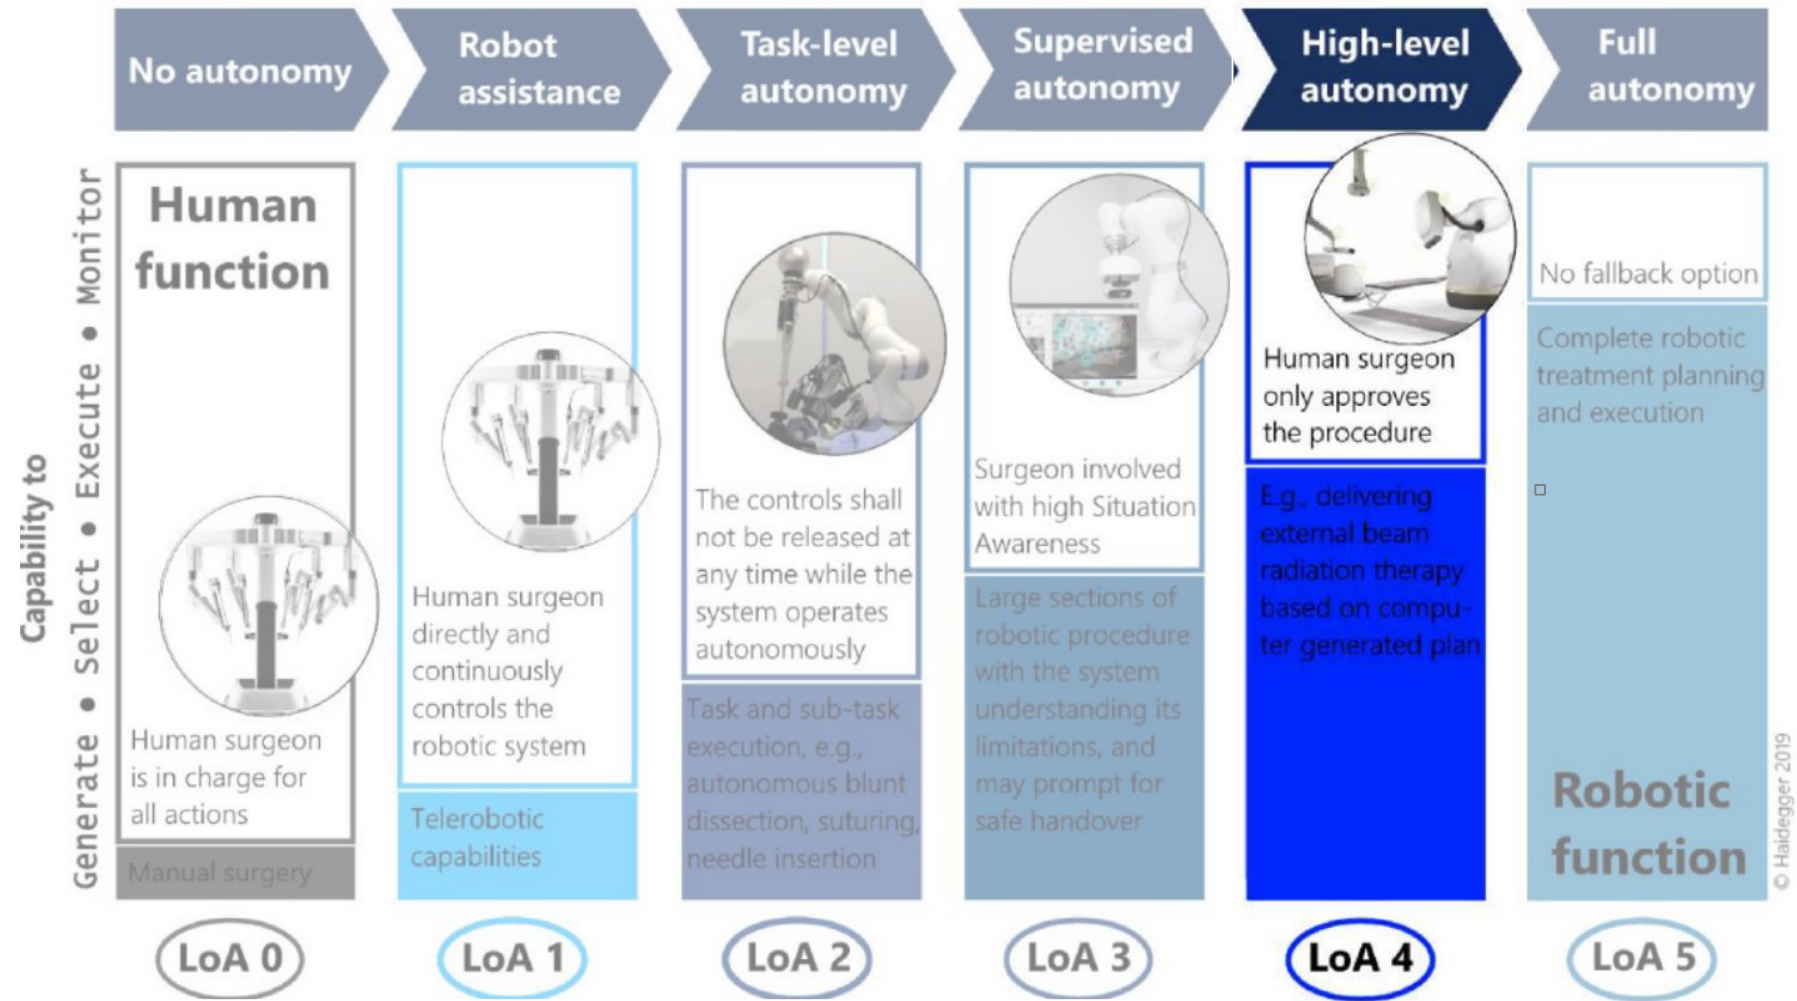 No autonomy
Robot
assistance
Task-level
autonomy
Supervised
autonomy
High-level
autonomy
Full
autonomy
Capability to
Generate • Select • Execute • Monitor
Human
function
Human surgeon
is in charge for
all actions
Manual surgery
LoA 0
Human surgeon
directly and
continuously
controls the
robotic system
Telerobotic
capabilities
LoA 1
The controls shall
not be released at
any time while the
system operates
autonomously
Task and sub-task
execution, e.g.,
autonomous blunt
dissection, suturing,
needle insertion
LoA 2
Surgeon involved
with high Situation
Awareness
Large sections of
robotic procedure
with the system
understanding its
limitations, and
may prompt for
safe handover
LoA 3
Human surgeon
only approves
the procedure
E.g., delivering
external beam
radiation therapy
based on compu-
ter generated plan
LoA 4
No fallback option
Complete robotic
treatment planning
and execution
Robotic
function
LoA 5
© Haidegger 2019